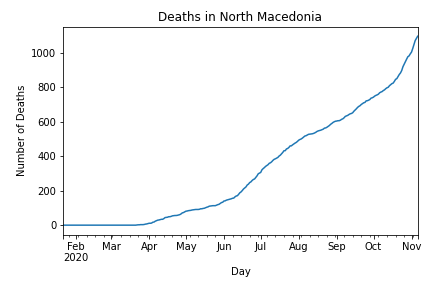 Deaths in North Macedonia
Number of Deaths
1000
800
600
400
200
0
Feb Mar Apr May Jun Jul Aug Sep Oct Nov
2020
Day